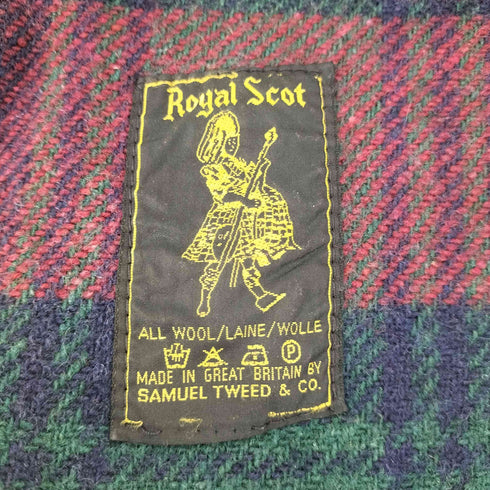 Royal Scot
ALL WOOL/LAINE/WOLLE
P
MADE IN GREAT BRITAIN BY
SAMUEL TWEED & CO.